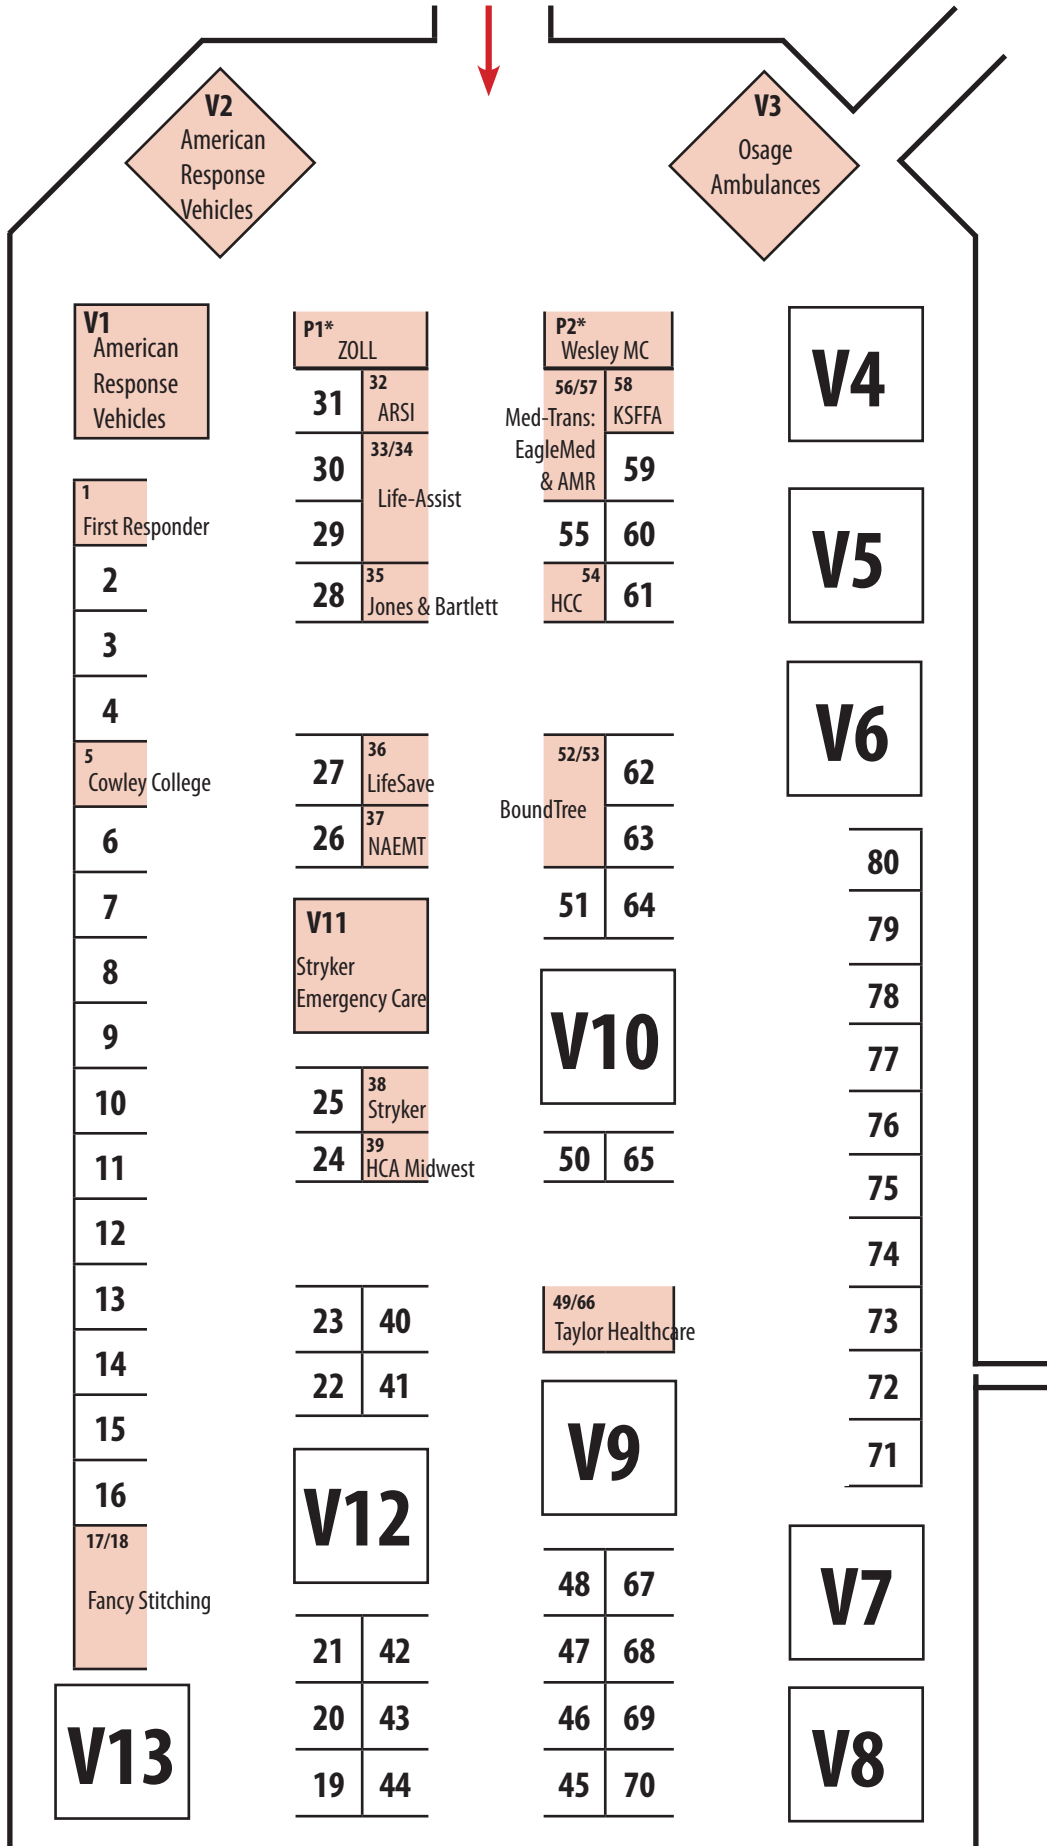 V2
American
Response
Vehicles
V3
Osage
Ambulances
V1
American
Response
Vehicles
1
First Responder
2
3
4
5
Cowley College
6
7
8
9
10
11
12
13
14
15
16
17/18
Fancy Stitching
V13
P1*
ZOLL
31
32
ARSI
30
33/34
Life-Assist
29
28
35
Jones & Bartlett
27
36
LifeSave
26
37
NAEMT
V11
Stryker
Emergency Care
25
38
Stryker
24
39
HCA Midwest
23 40
22 41
V12
21 42
20 43
19 44
P2*
Wesley MC
56/57
Med-Trans:
EagleMed
& AMR
58
KSFFA
59
55 60
54
HCC
61
52/53
BoundTree
62
63
51 64
V10
50 65
49/66
Taylor Healthcare
V9
48 67
47 68
46 69
45 70
V4
V5
V6
80
79
78
77
76
75
74
73
72
71
V7
V8